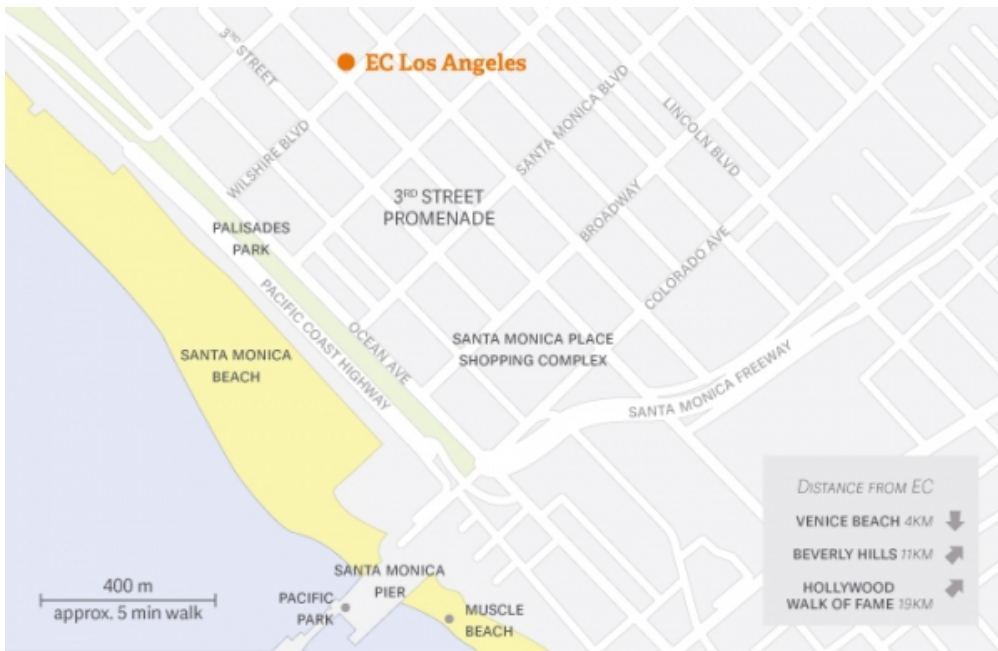 3RD STREET
EC Los Angeles
WILSHIRE BLVD
SANTA MONICA BLVD
LINCOLN BLVD
3RD STREET
PROMENADE
BROADWAY
PALISADES
PARK
COLORADO AVE
PACIFIC COAST HIGHWAY
OCEAN AVE
SANTA MONICA
BEACH
SANTA MONICA PLACE
SHOPPING COMPLEX
SANTA MONICA FREEWAY
DISTANCE FROM EC
VENICE BEACH 4KM
BEVERLY HILLS 11KM
HOLLYWOOD
WALK OF FAME 19KM
400 m
approx. 5 min walk
SANTA MONICA
PIER
PACIFIC
PARK
MUSCLE
BEACH